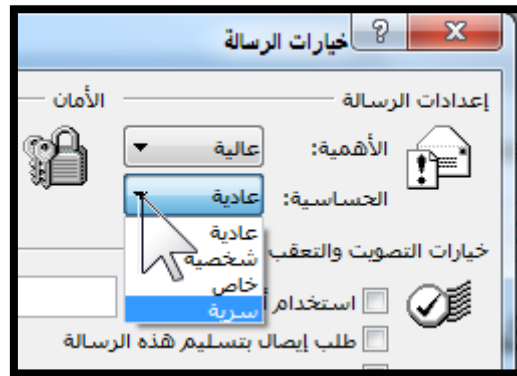 خيارات الرسالة
إعدادات الرسالة
الأمان
الأهمية: عالية
الحساسية: عادية
عادية
شخصية
خاص
سرية
خيارات التصويت والتعقب
استخدام
طلب إيصال بتسليم هذه الرسالة